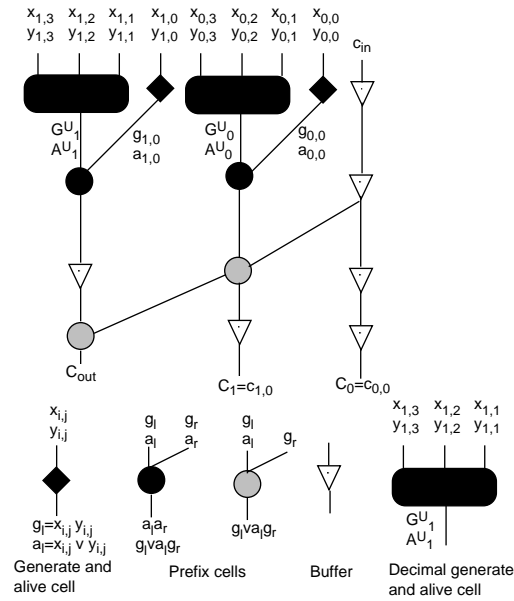 x1,3 x1,2 x1,1 x1,0 x0,3 x0,2 x0,1 x0,0
y1,3 y1,2 y1,1 y1,0 y0,3 y0,2 y0,1 y0,0
cin
GU1 g1,0 GU0 g0,0
AU1 a1,0 AU0 a0,0
Cout
C1=c1,0
C0=c0,0
xi,j
yi,j
gl=xi,j yi,j
al=xi,j v yi,j
Generate and
alive cell
gl gr
al ar
alar
glvalgr
gl
al
gr
glvalgr
Prefix cells
Buffer
x1,3 x1,2 x1,1
y1,3 y1,2 y1,1
GU1
AU1
Decimal generate
and alive cell